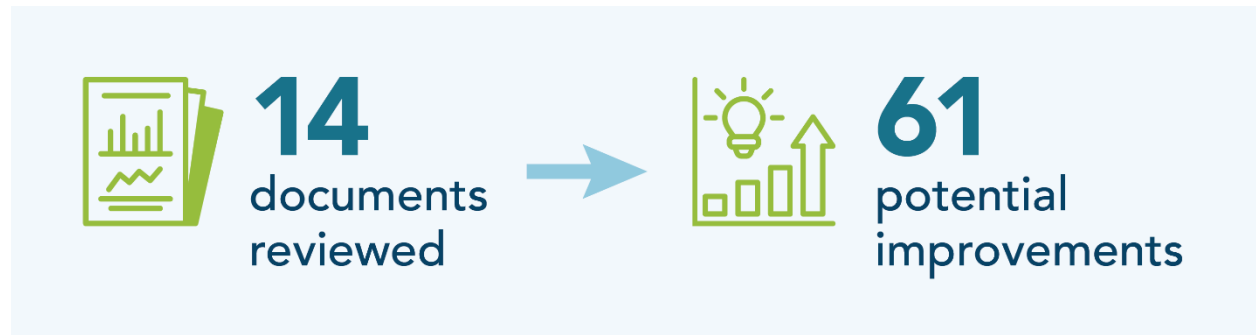 14
documents
reviewed
61
potential
improvements